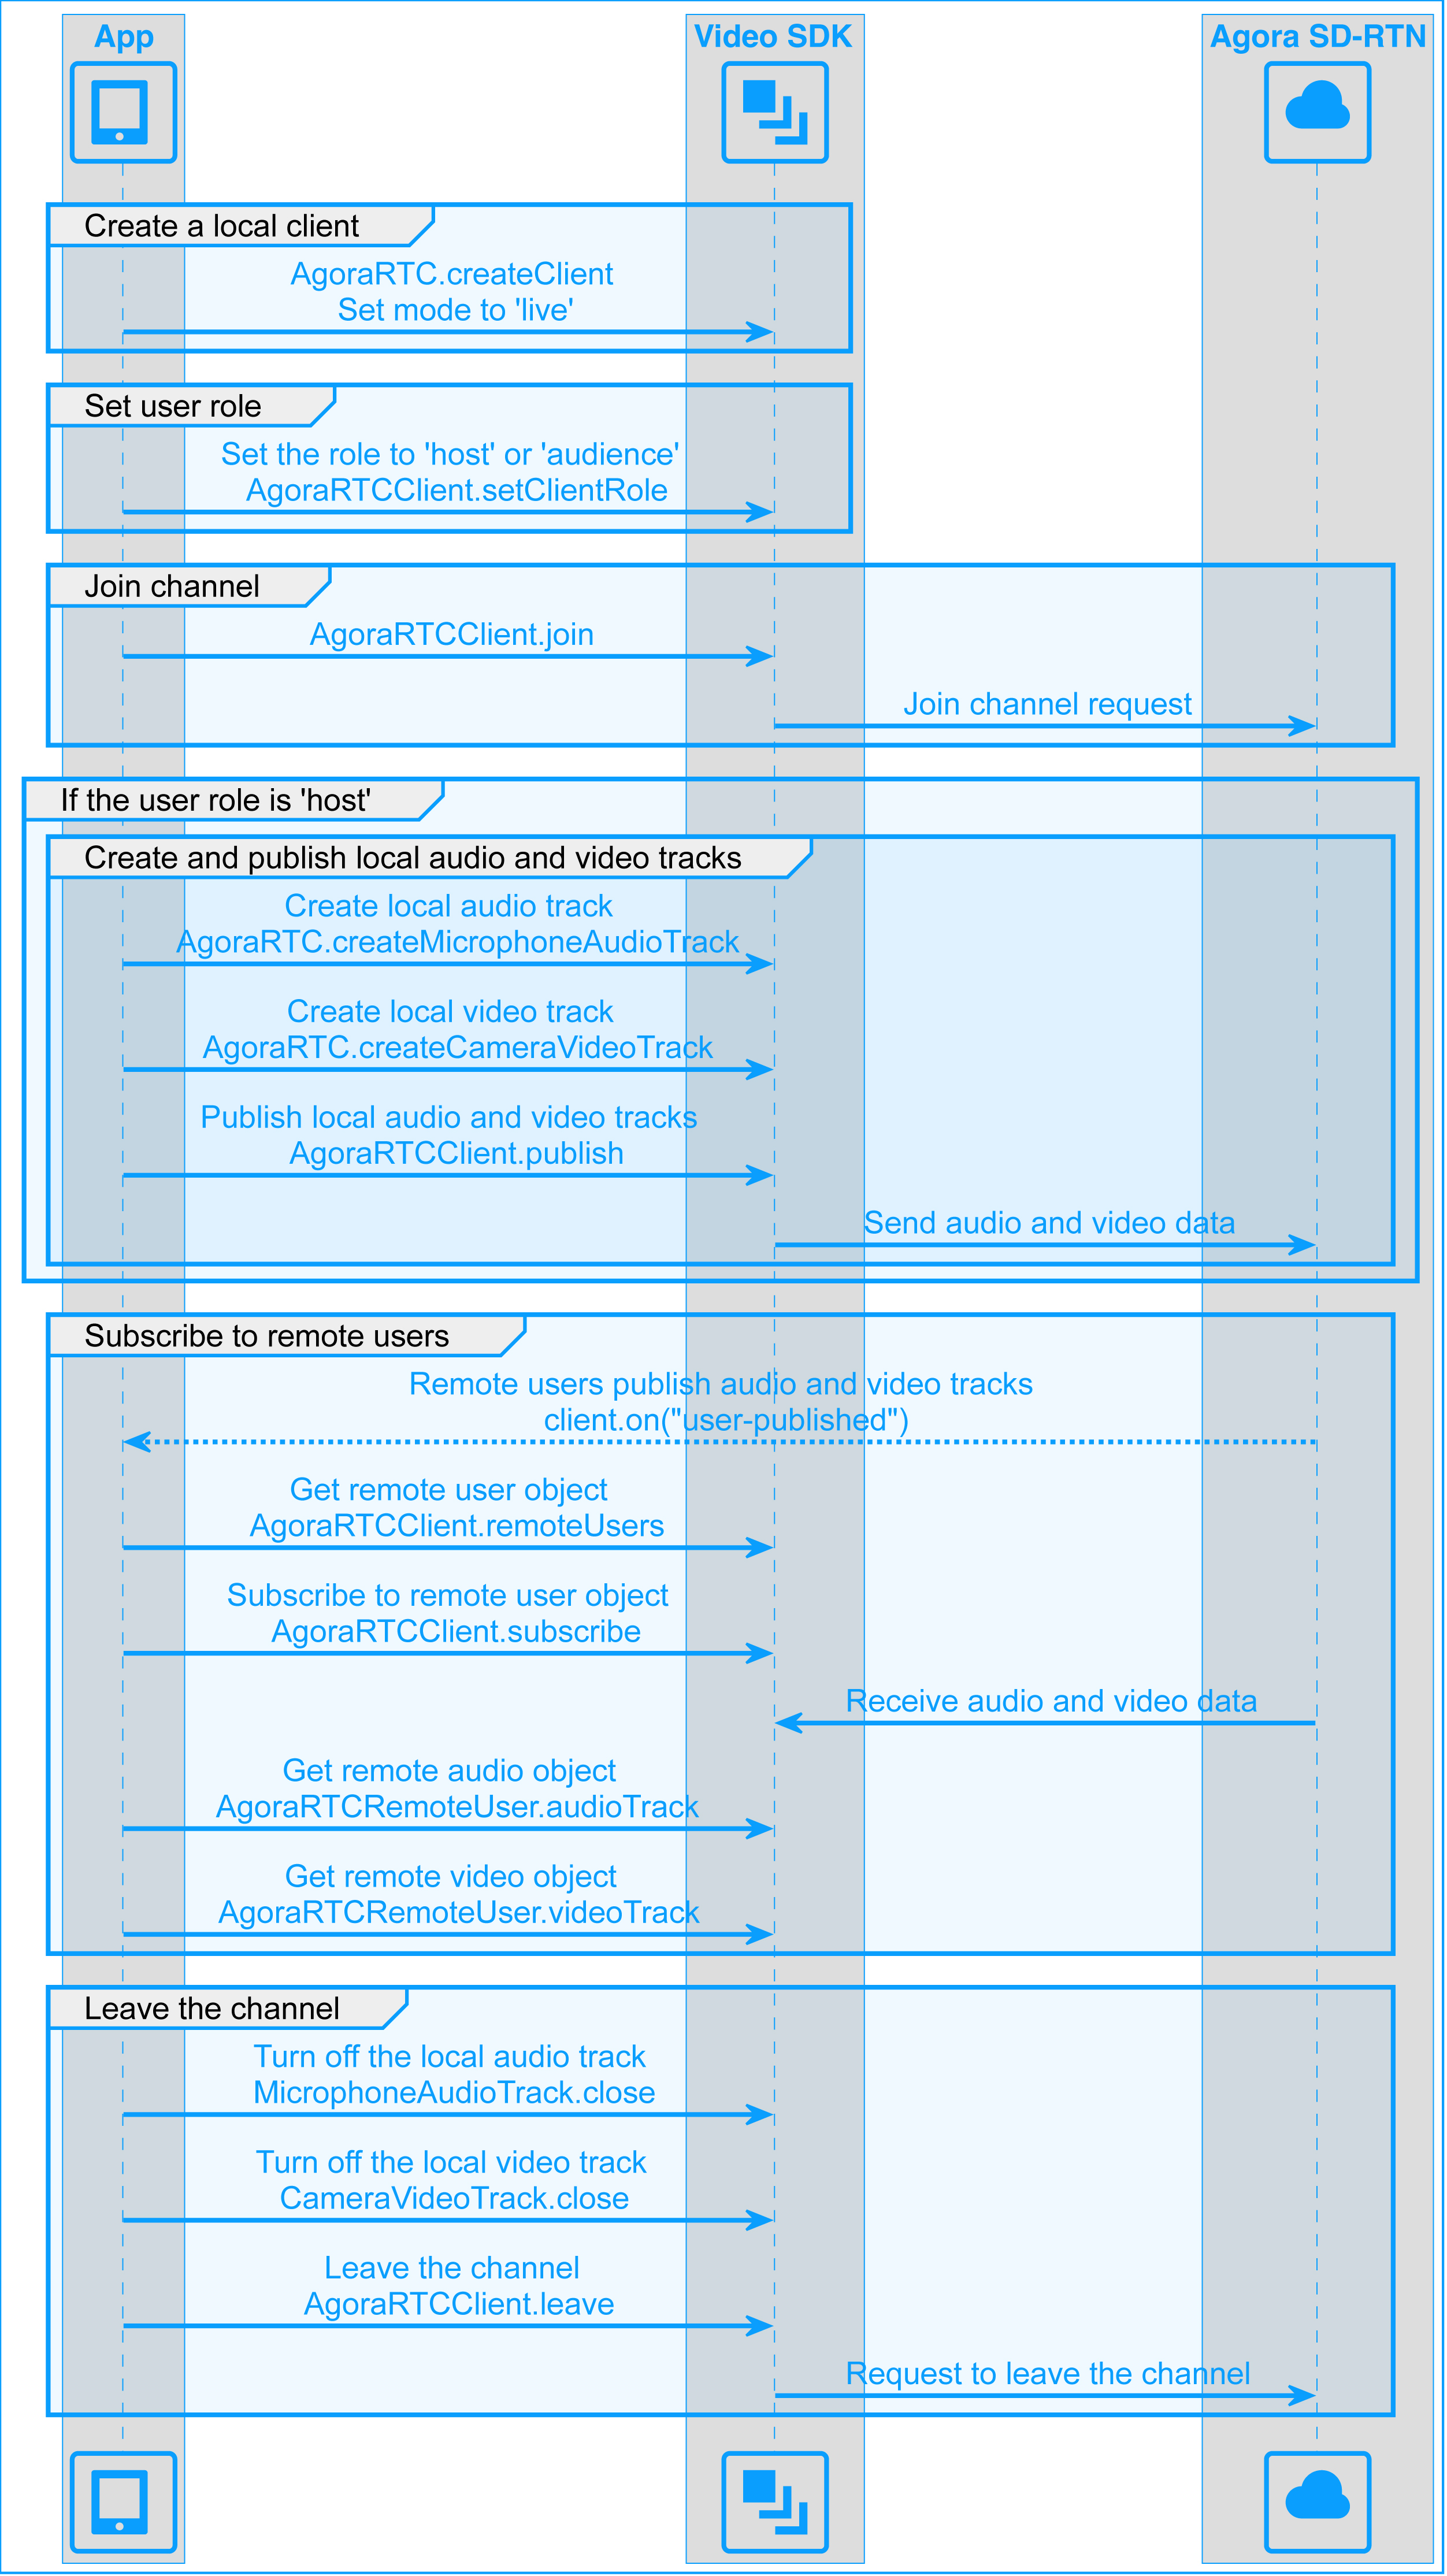 App
Video SDK
Agora SD-RTN
Create a local client
AgoraRTC.createClient
Set mode to 'live'
Set user role
Set the role to 'host' or 'audience'
AgoraRTCClient.setClientRole
Join channel
AgoraRTCClient.join
Join channel request
If the user role is 'host'
Create and publish local audio and video tracks
Create local audio track
AgoraRTC.createMicrophoneAudioTrack
Create local video track
AgoraRTC.createCameraVideoTrack
Publish local audio and video tracks
AgoraRTCClient.publish
Send audio and video data
Subscribe to remote users
Remote users publish audio and video tracks
client.on("user-published")
Get remote user object
AgoraRTCClient.remoteUsers
Subscribe to remote user object
AgoraRTCClient.subscribe
Receive audio and video data
Get remote audio object
AgoraRTCRemoteUser.audioTrack
Get remote video object
AgoraRTCRemoteUser.videoTrack
Leave the channel
Turn off the local audio track
MicrophoneAudioTrack.close
Turn off the local video track
CameraVideoTrack.close
Leave the channel
AgoraRTCClient.leave
Request to leave the channel